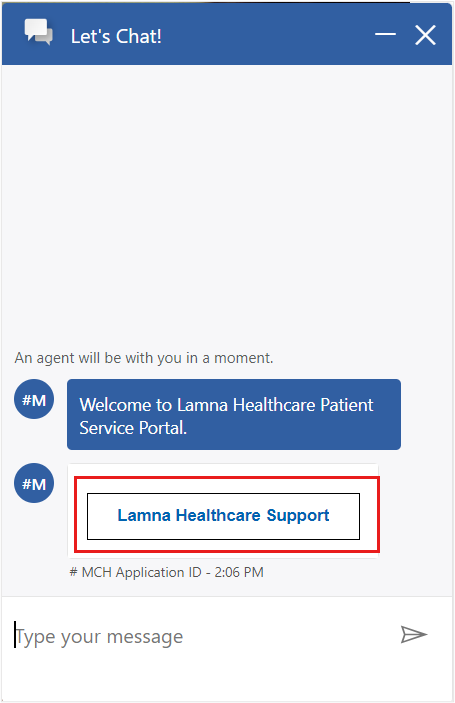 Let's Chat!
An agent will be with you in a moment.
#M
Welcome to Lamna Healthcare Patient
Service Portal.
#M
Lamna Healthcare Support
# MCH Application ID - 2:06 PM
Type your message